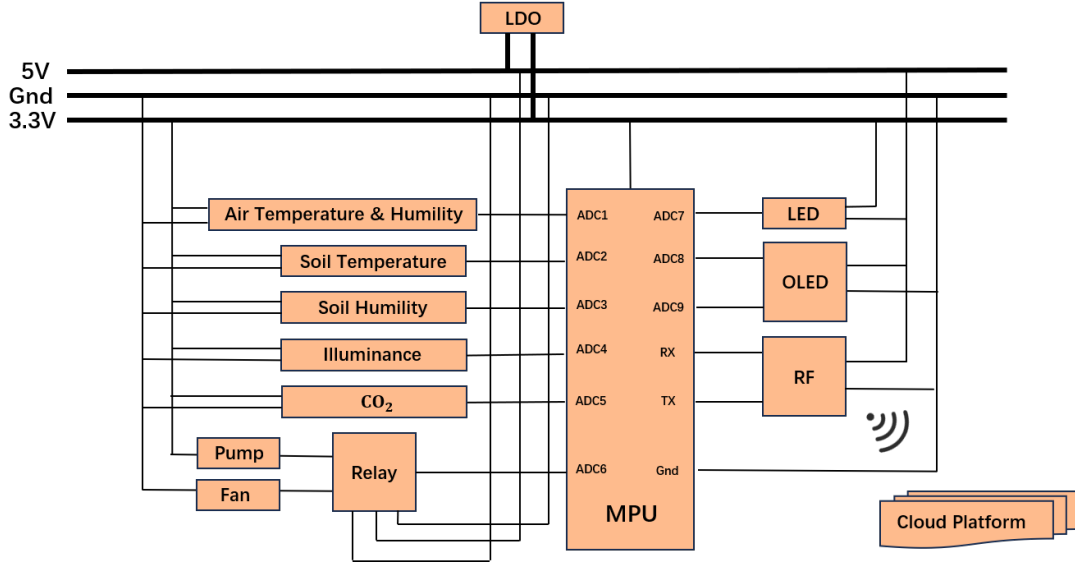 LDO
5V
Gnd
3.3V
Air Temperature & Humility
ADC1
ADC7
LED
Soil Temperature
ADC2
ADC8
OLED
Soil Humility
ADC3
ADC9
Illuminance
ADC4
RX
RF
CO₂
ADC5
TX
Pump
Relay
ADC6
Gnd
Fan
MPU
Cloud Platform